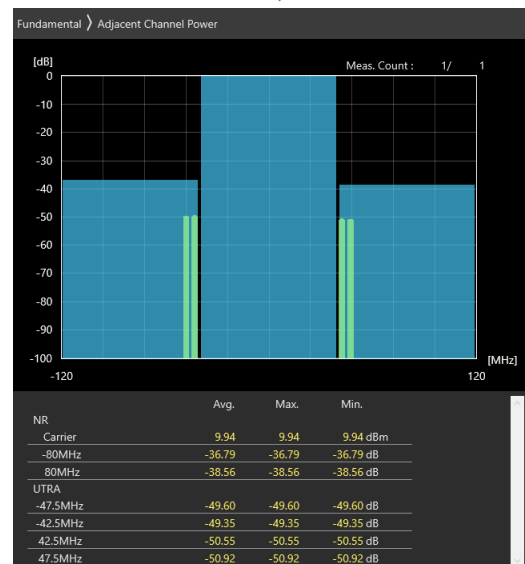 Fundamental 〉 Adjacent Channel Power
[dB] Meas. Count : 1/ 1
0
-10
-20
-30
-40
-50
-60
-70
-80
-90
-100 [MHz]
-120 120
Avg. Max. Min.
NR
Carrier 9.94 9.94 9.94 dBm
-80MHz -36.79 -36.79 -36.79 dB
80MHz -38.56 -38.56 -38.56 dB
UTRA
-47.5MHz -49.60 -49.60 -49.60 dB
-42.5MHz -49.35 -49.35 -49.35 dB
42.5MHz -50.55 -50.55 -50.55 dB
47.5MHz -50.92 -50.92 -50.92 dB